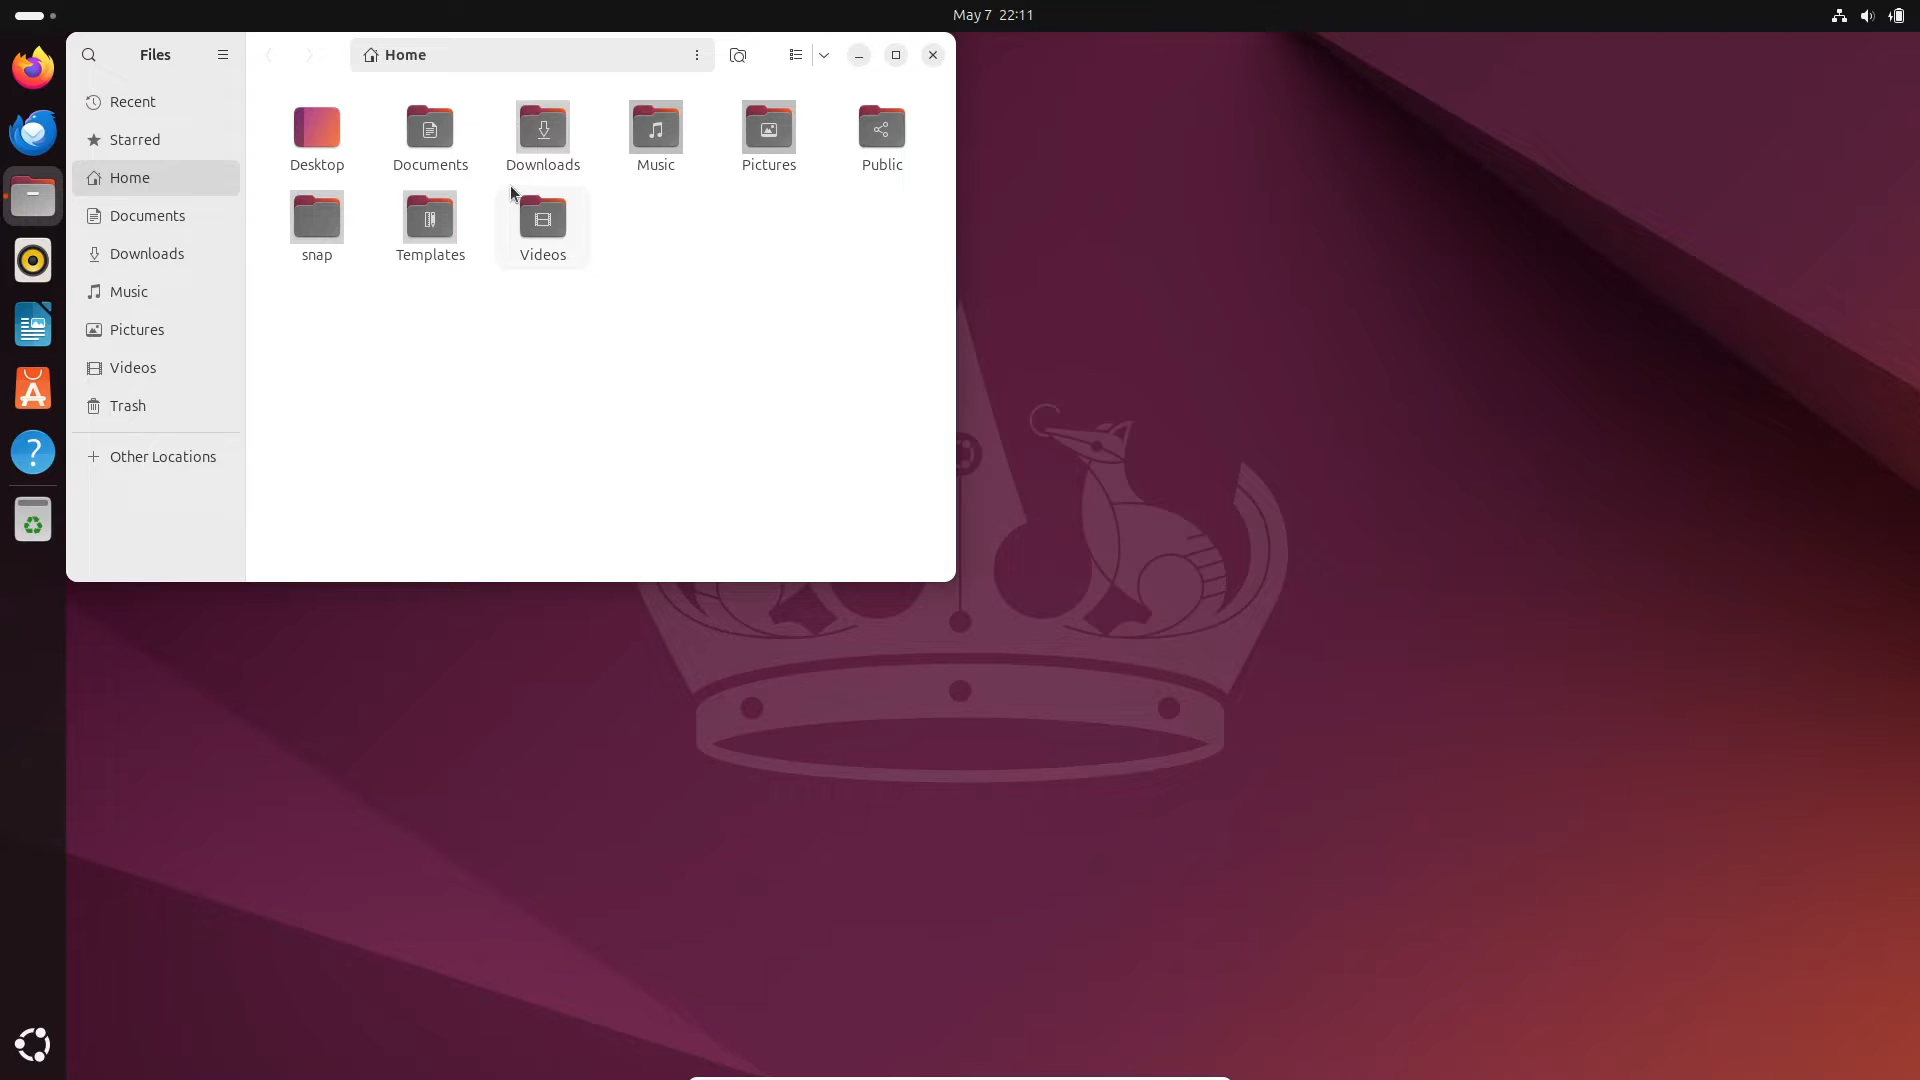 May 7 22:11
Files
Home
Recent
Starred
Home
Documents
Downloads
Music
Pictures
Videos
Trash
Other Locations
Desktop
Documents
Downloads
Music
Pictures
Public
snap
Templates
Videos